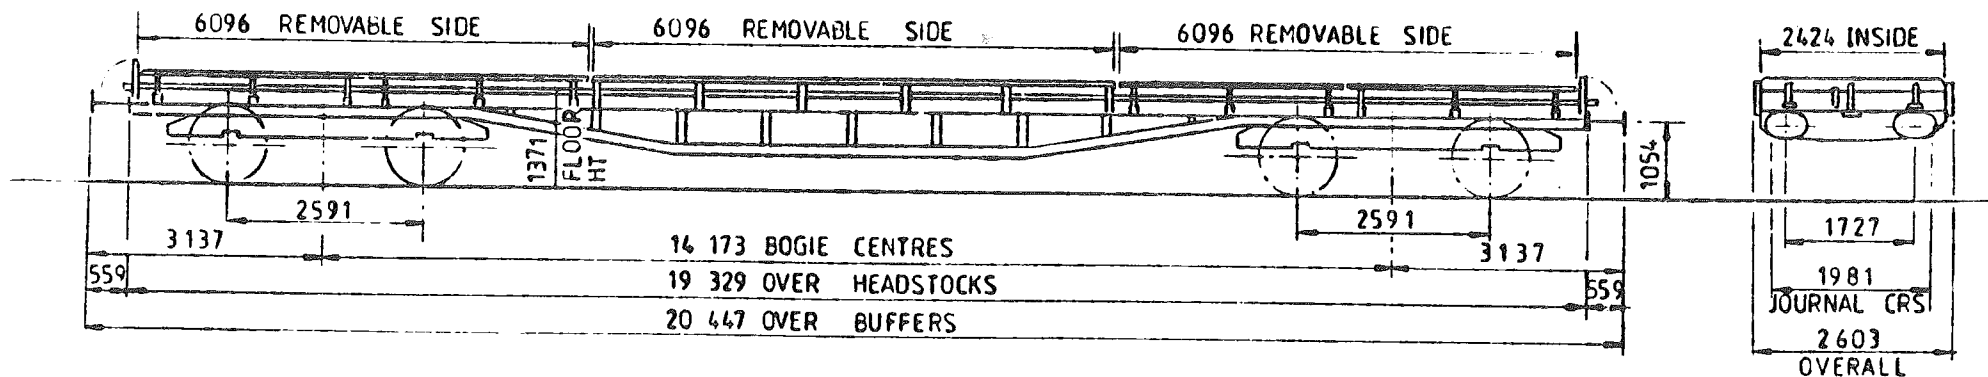 6096 REMOVABLE SIDE
6096 REMOVABLE SIDE
6096 REMOVABLE SIDE
2424 INSIDE
1371
FLOOR
HT
1054
2591
2591
1727
3137
14 173 BOGIE CENTRES
3137
559
19 329 OVER HEADSTOCKS
559
1981
JOURNAL CRS
20 447 OVER BUFFERS
2603
OVERALL